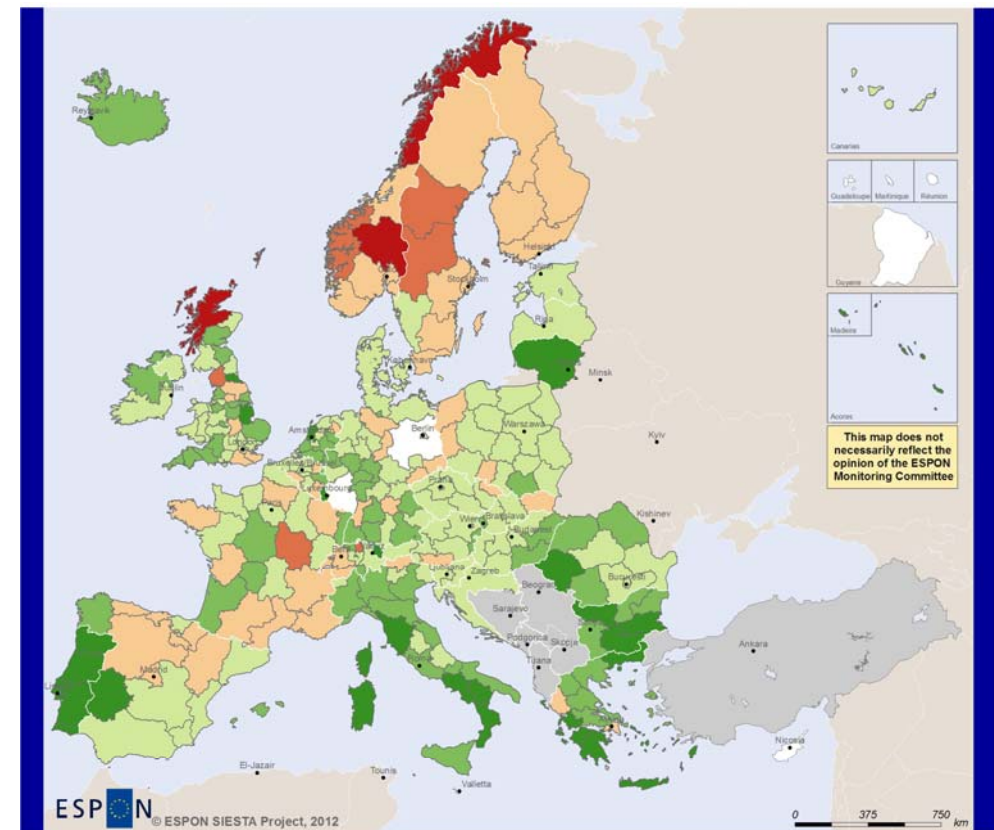 Reykjavik
Canarias
Guadeloupe Martinique Réunion
Guyane
Madeira
Acores
This map does not
necessarily reflect the
opinion of the ESPON
Monitoring Committee
Helsinki
Tallinn
Stockholm
Riga
Minsk
Berlin
Warszawa
Kyiv
Luxembourg
Paris
Praha
Wien
Bratislava
Budapest
Kishinev
Ljubljana
Zagreb
Bucuresti
Beograd
Sarajevo
Podgorica
Skopje
Tirana
Ankara
Madrid
El-Jazair
Tounis
Valletta
Nicosia
ESPON
© ESPON SIESTA Project, 2012
0 375 750
km